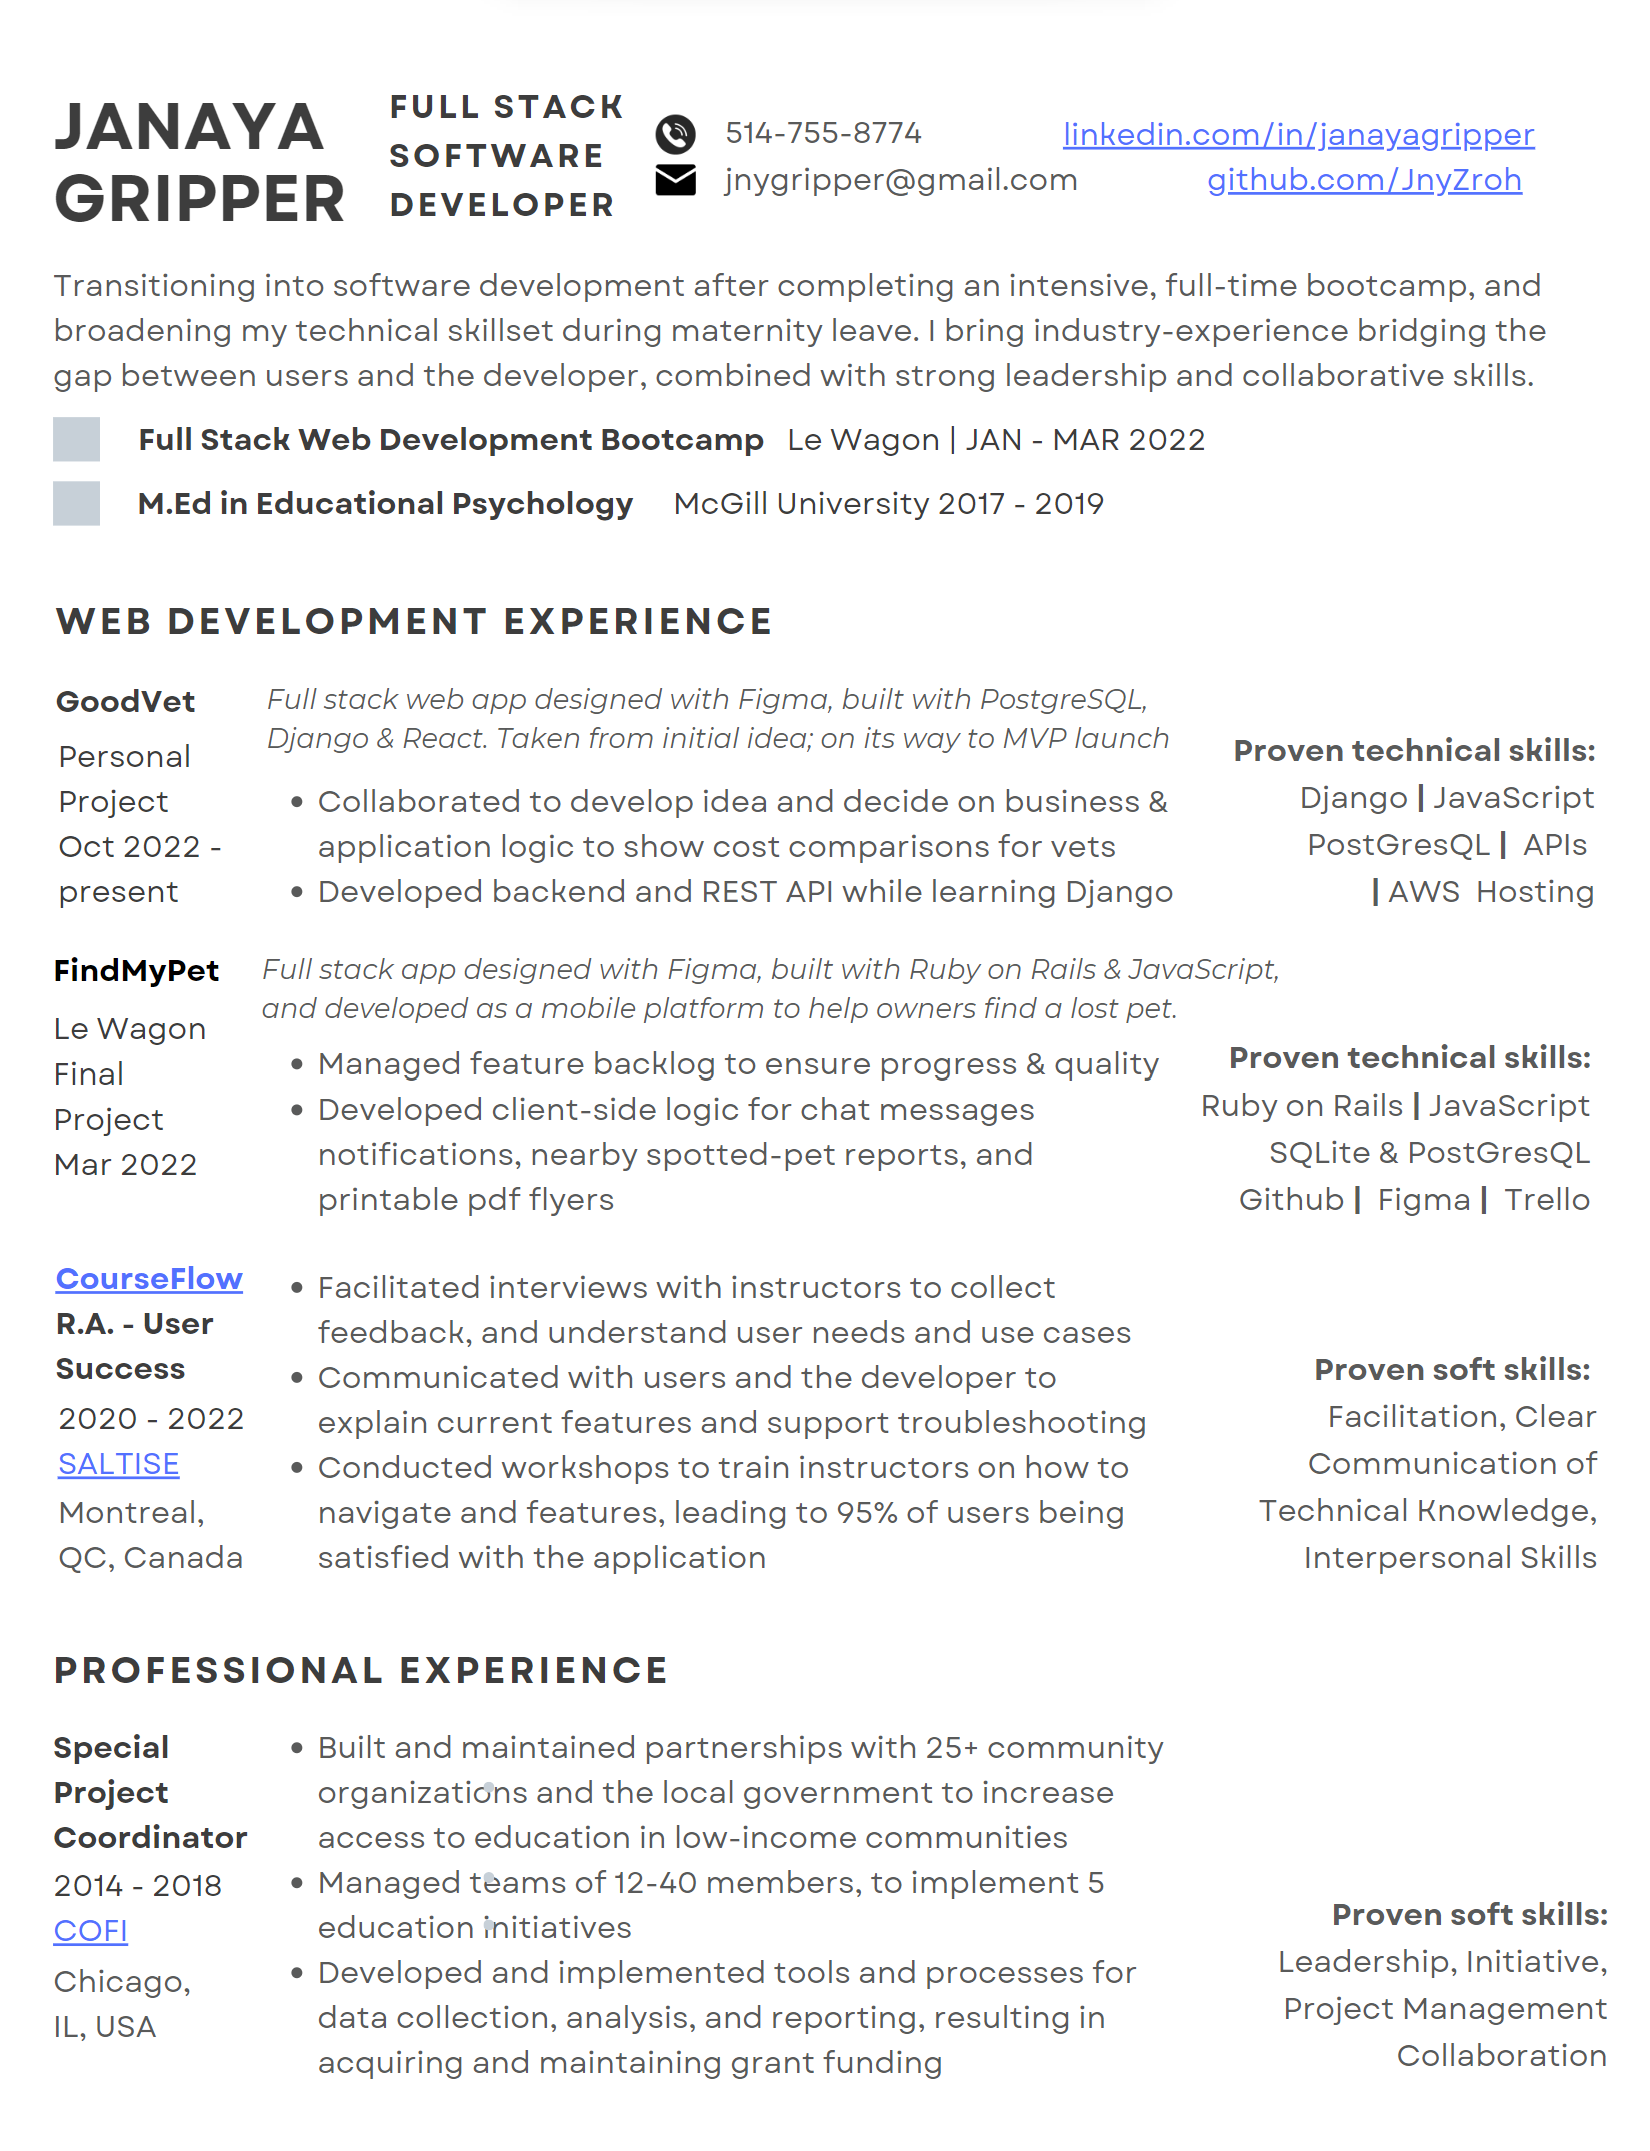 JANAYA
GRIPPER
FULL STACK
SOFTWARE
DEVELOPER
514-755-8774
jnygripper@gmail.com
linkedin.com/in/janayagripper
github.com/JnyZroh
Transitioning into software development after completing an intensive, full-time bootcamp, and
broadening my technical skillset during maternity leave. I bring industry-experience bridging the
gap between users and the developer, combined with strong leadership and collaborative skills.
Full Stack Web Development Bootcamp Le Wagon | JAN - MAR 2022
M.Ed in Educational Psychology McGill University 2017 - 2019
WEB DEVELOPMENT EXPERIENCE
GoodVet
Personal
Project
Oct 2022 -
present
Full stack web app designed with Figma, built with PostgreSQL,
Django & React. Taken from initial idea; on its way to MVP launch
• Collaborated to develop idea and decide on business &
application logic to show cost comparisons for vets
• Developed backend and REST API while learning Django
Proven technical skills:
Django | JavaScript
PostGresQL | APIs
| AWS Hosting
FindMyPet
Le Wagon
Final
Project
Mar 2022
Full stack app designed with Figma, built with Ruby on Rails & JavaScript,
and developed as a mobile platform to help owners find a lost pet.
• Managed feature backlog to ensure progress & quality
• Developed client-side logic for chat messages
notifications, nearby spotted-pet reports, and
printable pdf flyers
Proven technical skills:
Ruby on Rails | JavaScript
SQLite & PostGresQL
Github | Figma | Trello
CourseFlow
R.A. - User
Success
2020 - 2022
SALTISE
Montreal,
QC, Canada
• Facilitated interviews with instructors to collect
feedback, and understand user needs and use cases
• Communicated with users and the developer to
explain current features and support troubleshooting
• Conducted workshops to train instructors on how to
navigate and features, leading to 95% of users being
satisfied with the application
Proven soft skills:
Facilitation, Clear
Communication of
Technical Knowledge,
Interpersonal Skills
PROFESSIONAL EXPERIENCE
Special
Project
Coordinator
2014 - 2018
COFI
Chicago,
IL, USA
• Built and maintained partnerships with 25+ community
organizations and the local government to increase
access to education in low-income communities
• Managed teams of 12-40 members, to implement 5
education initiatives
• Developed and implemented tools and processes for
data collection, analysis, and reporting, resulting in
acquiring and maintaining grant funding
Proven soft skills:
Leadership, Initiative,
Project Management
Collaboration